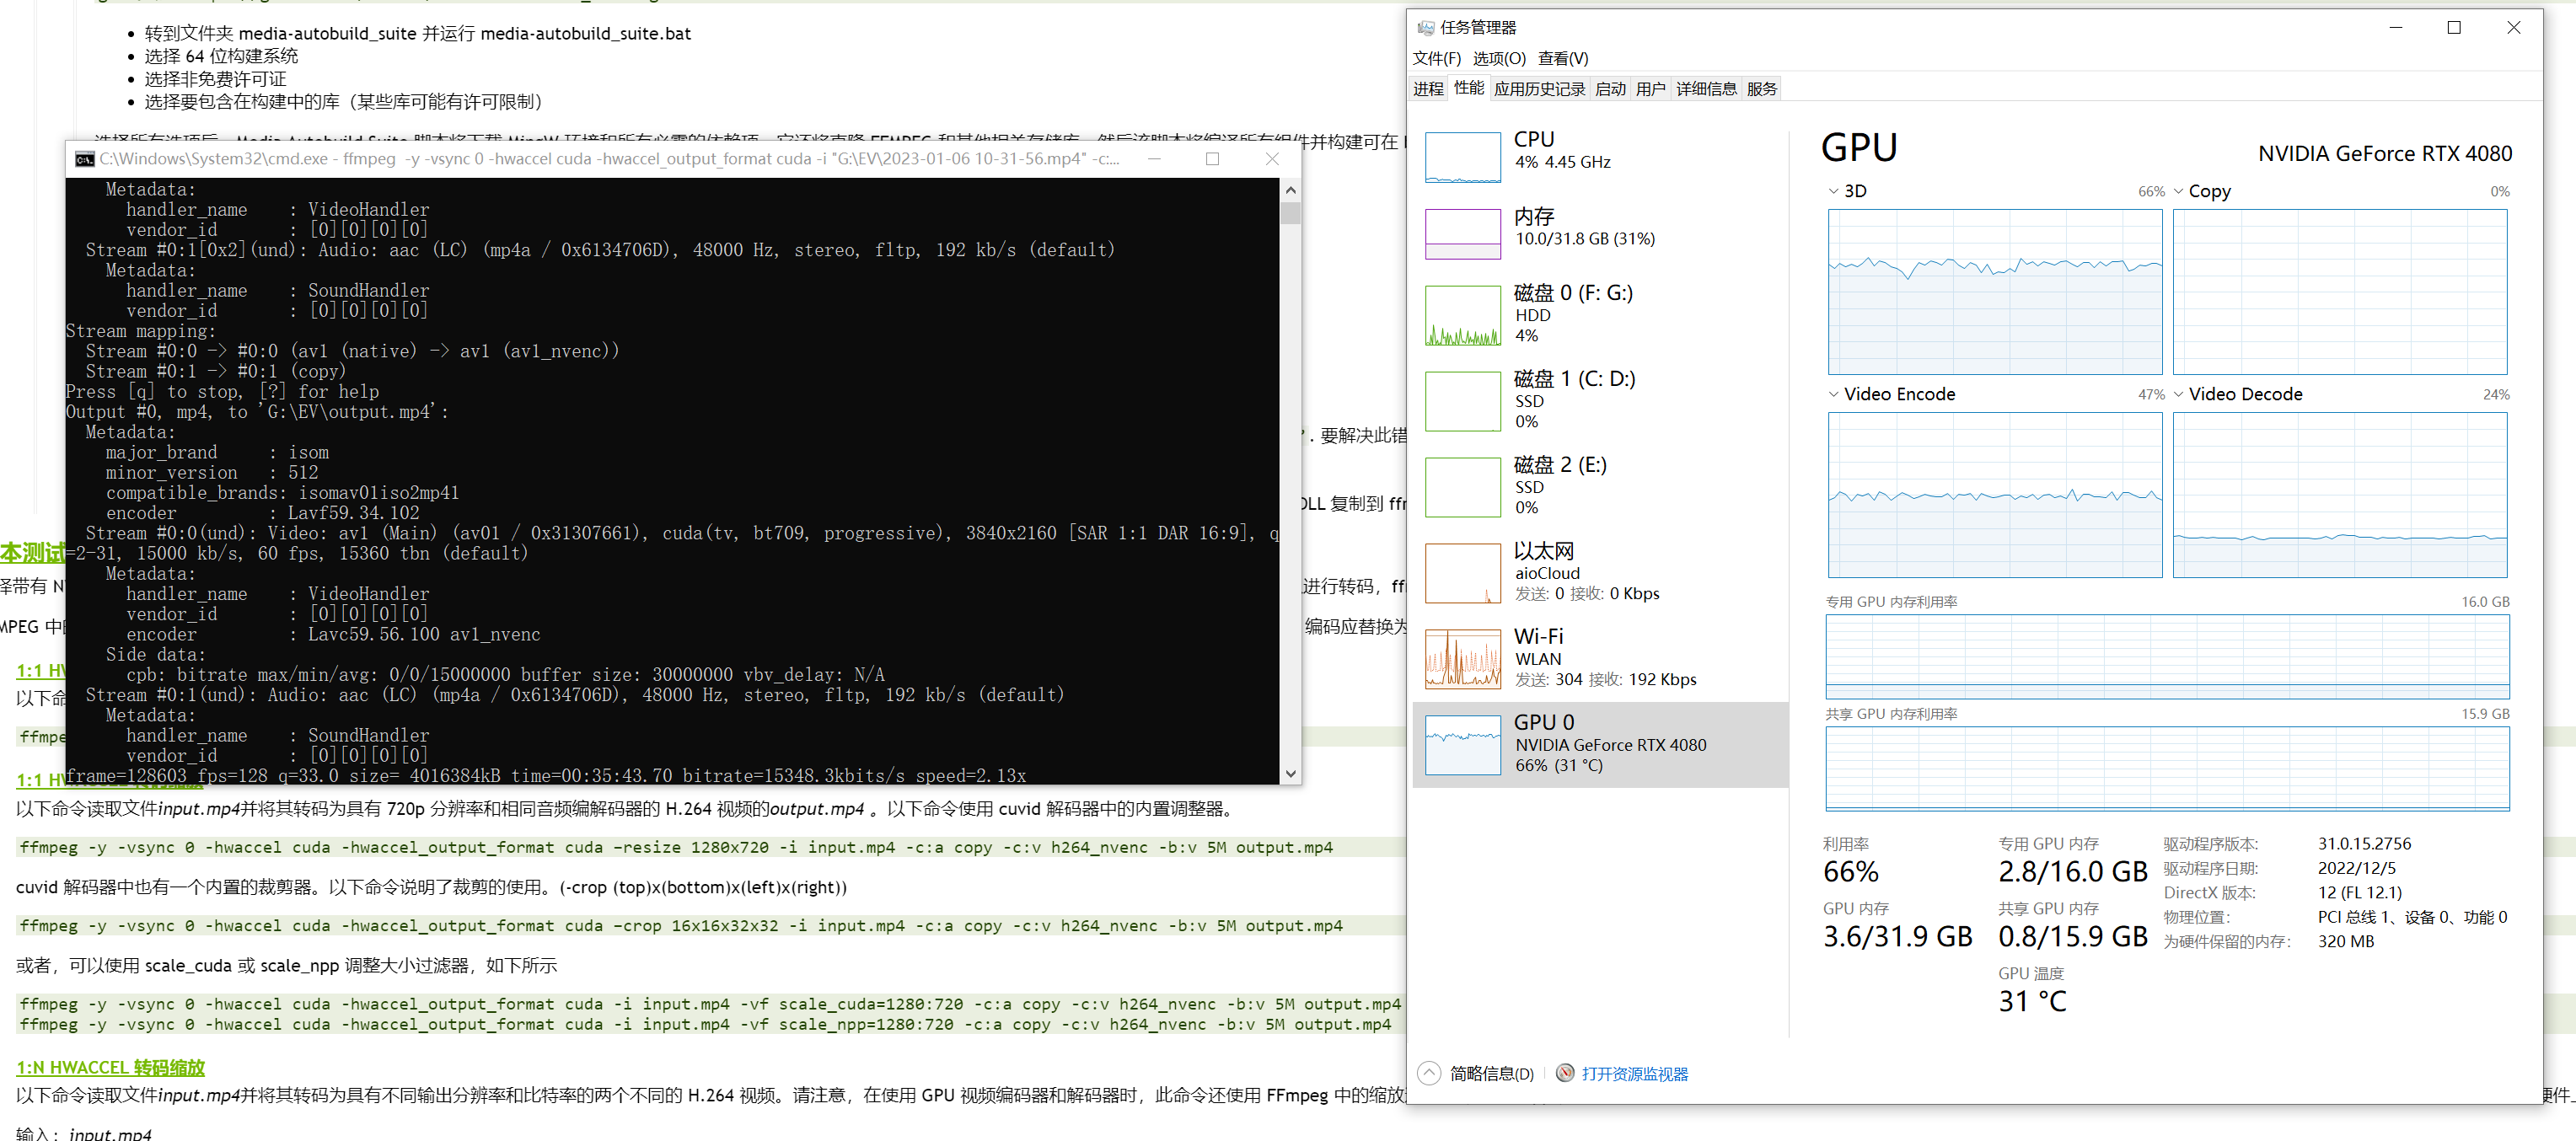 转到文件夹 media-autobuild_suite 并运行 media-autobuild_suite.bat
选择 64 位构建系统
选择非免费许可证
选择要包含在构建中的库（某些库可能有许可限制）
C:\Windows\System32\cmd.exe - ffmpeg -y -vsync 0 -hwaccel cuda -hwaccel_output_format cuda -i "G:\EV\2023-01-06 10-31-56.mp4" -c:...
Metadata:
handler_name : VideoHandler
vendor_id : [0][0][0][0]
Stream #0:1[0x2](und): Audio: aac (LC) (mp4a / 0x6134706D), 48000 Hz, stereo, fltp, 192 kb/s (default)
Metadata:
handler_name : SoundHandler
vendor_id : [0][0][0][0]
Stream mapping:
Stream #0:0 -> #0:0 (av1 (native) -> av1 (av1_nvenc))
Stream #0:1 -> #0:1 (copy)
Press [q] to stop, [?] for help
Output #0, mp4, to 'G:\EV\output.mp4':
Metadata:
major_brand : isom
minor_version : 512
compatible_brands: isomav01iso2mp41
encoder : Lavf59.34.102
Stream #0:0(und): Video: av1 (Main) (av01 / 0x31307661), cuda(tv, bt709, progressive), 3840x2160 [SAR 1:1 DAR 16:9], q
=2-31, 15000 kb/s, 60 fps, 15360 tbn (default)
Metadata:
handler_name : VideoHandler
vendor_id : [0][0][0][0]
encoder : Lavc59.56.100 av1_nvenc
Side data:
cpb: bitrate max/min/avg: 0/0/15000000 buffer size: 30000000 vbv_delay: N/A
Stream #0:1(und): Audio: aac (LC) (mp4a / 0x6134706D), 48000 Hz, stereo, fltp, 192 kb/s (default)
Metadata:
handler_name : SoundHandler
vendor_id : [0][0][0][0]
frame=128603 fps=128 q=33.0 size= 4016384kB time=00:35:43.70 bitrate=15348.3kbits/s speed=2.13x
件并构建可在
. 要解决此错
DLL 复制到
本测试
择带有 N
进行转码，ff
MPEG 中
编码应替换为
1:1 H
以下命
ffmpe
1:1 H
以下命令读取文件input.mp4并将其转码为具有 720p 分辨率和相同音频编解码器的 H.264 视频的output.mp4 。以下命令使用 cuvid 解码器中的内置调整器。
ffmpeg -y -vsync 0 -hwaccel cuda -hwaccel_output_format cuda –resize 1280x720 -i input.mp4 -c:a copy -c:v h264_nvenc -b:v 5M output.mp4
cuvid 解码器中也有一个内置的裁剪器。以下命令说明了裁剪的使用。(-crop (top)x(bottom)x(left)x(right))
ffmpeg -y -vsync 0 -hwaccel cuda -hwaccel_output_format cuda –crop 16x16x32x32 -i input.mp4 -c:a copy -c:v h264_nvenc -b:v 5M output.mp4
或者，可以使用 scale_cuda 或 scale_npp 调整大小过滤器，如下所示
ffmpeg -y -vsync 0 -hwaccel cuda -hwaccel_output_format cuda -i input.mp4 -vf scale_cuda=1280:720 -c:a copy -c:v h264_nvenc -b:v 5M output.mp4
ffmpeg -y -vsync 0 -hwaccel cuda -hwaccel_output_format cuda -i input.mp4 -vf scale_npp=1280:720 -c:a copy -c:v h264_nvenc -b:v 5M output.mp4
1:N HWACCEL 转码缩放
以下命令读取文件input.mp4并将其转码为具有不同输出分辨率和比特率的两个不同的 H.264 视频。请注意，在使用 GPU 视频编码器和解码器时，此命令还使用 FFmpeg 中的缩放
硬件
输入：input.mp4
任务管理器
文件(F) 选项(O) 查看(V)
进程 性能 应用历史记录 启动 用户 详细信息 服务
CPU
4% 4.45 GHz
内存
10.0/31.8 GB (31%)
磁盘 0 (F: G:)
HDD
4%
磁盘 1 (C: D:)
SSD
0%
磁盘 2 (E:)
SSD
0%
以太网
aioCloud
发送: 0 接收: 0 Kbps
Wi-Fi
WLAN
发送: 304 接收: 192 Kbps
GPU 0
NVIDIA GeForce RTX 4080
66% (31 °C)
GPU
NVIDIA GeForce RTX 4080
3D 66%
Copy 0%
Video Encode 47%
Video Decode 24%
专用 GPU 内存利用率 16.0 GB
共享 GPU 内存利用率 15.9 GB
利用率
66%
专用 GPU 内存
2.8/16.0 GB
GPU 内存
3.6/31.9 GB
共享 GPU 内存
0.8/15.9 GB
GPU 温度
31 °C
驱动程序版本: 31.0.15.2756
驱动程序日期: 2022/12/5
DirectX 版本: 12 (FL 12.1)
物理位置: PCI 总线 1、设备 0、功能 0
为硬件保留的内存: 320 MB
简略信息(D)
打开资源监视器